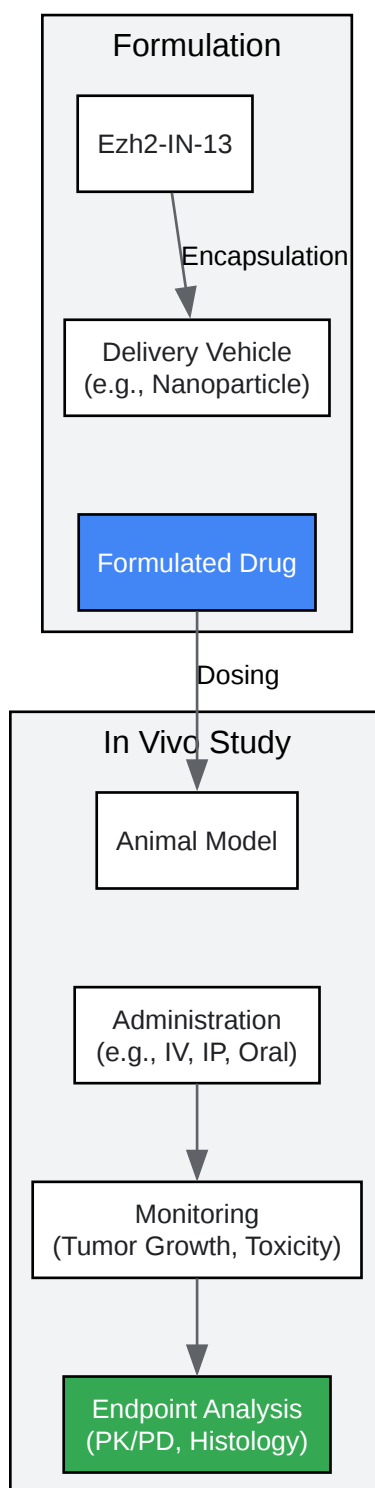 Formulation
Ezh2-IN-13
Encapsulation
Delivery Vehicle
(e.g., Nanoparticle)
Formulated Drug
Dosing
In Vivo Study
Animal Model
Administration
(e.g., IV, IP, Oral)
Monitoring
(Tumor Growth, Toxicity)
Endpoint Analysis
(PK/PD, Histology)